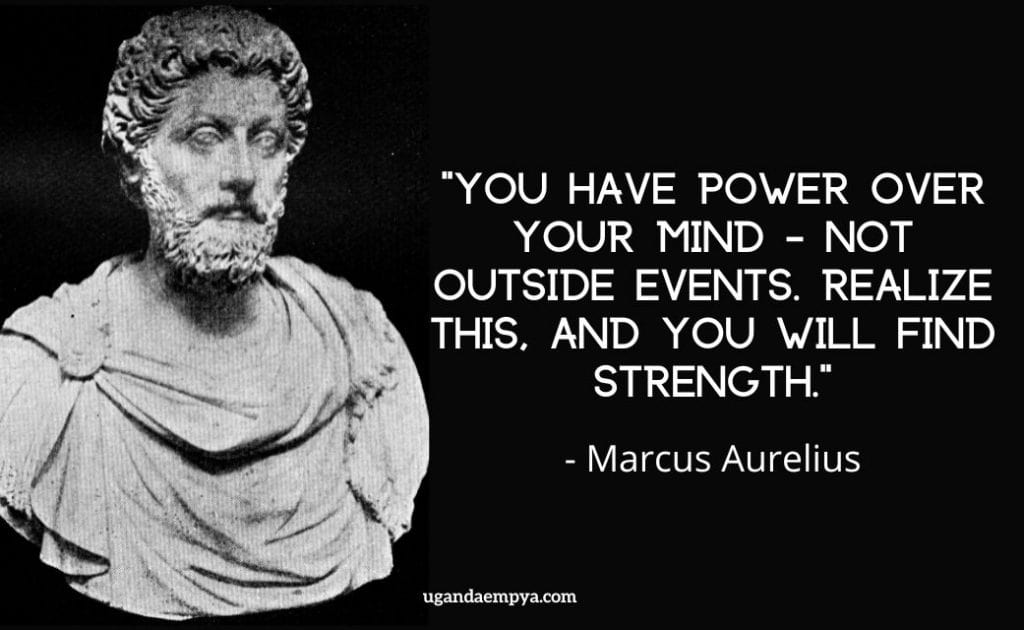 "YOU HAVE POWER OVER
YOUR MIND - NOT
OUTSIDE EVENTS. REALIZE
THIS, AND YOU WILL FIND
STRENGTH."
- Marcus Aurelius
ugandaempya.com